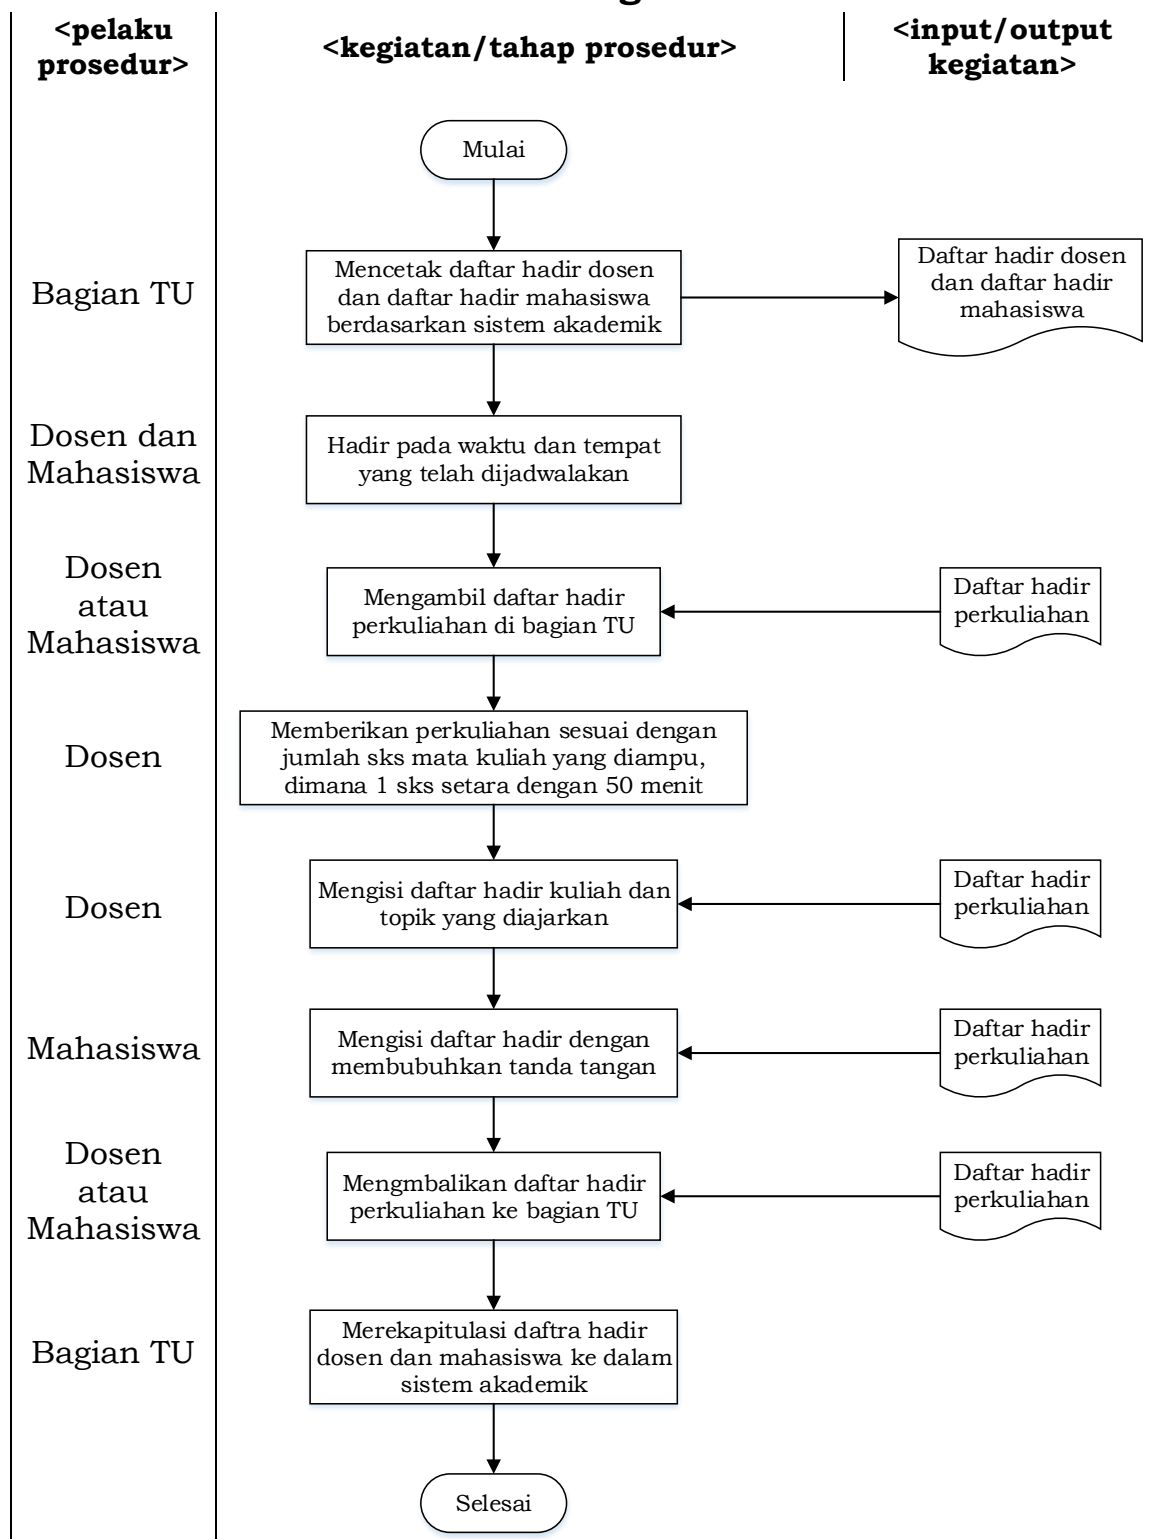 <pelaku
prosedur>
<kegiatan/tahap prosedur>
<input/output
kegiatan>
Mulai
Bagian TU
Mencetak daftar hadir dosen
dan daftar hadir mahasiswa
berdasarkan sistem akademik
Daftar hadir dosen
dan daftar hadir
mahasiswa
Dosen dan
Mahasiswa
Hadir pada waktu dan tempat
yang telah dijadwalakan
Dosen
atau
Mahasiswa
Mengambil daftar hadir
perkuliahan di bagian TU
Daftar hadir
perkuliahan
Dosen
Memberikan perkuliahan sesuai dengan
jumlah sks mata kuliah yang diampu,
dimana 1 sks setara dengan 50 menit
Dosen
Mengisi daftar hadir kuliah dan
topik yang diajarkan
Daftar hadir
perkuliahan
Mahasiswa
Mengisi daftar hadir dengan
membubuhkan tanda tangan
Daftar hadir
perkuliahan
Dosen
atau
Mahasiswa
Mengmbalikan daftar hadir
perkuliahan ke bagian TU
Daftar hadir
perkuliahan
Bagian TU
Merekapitulasi daftra hadir
dosen dan mahasiswa ke dalam
sistem akademik
Selesai